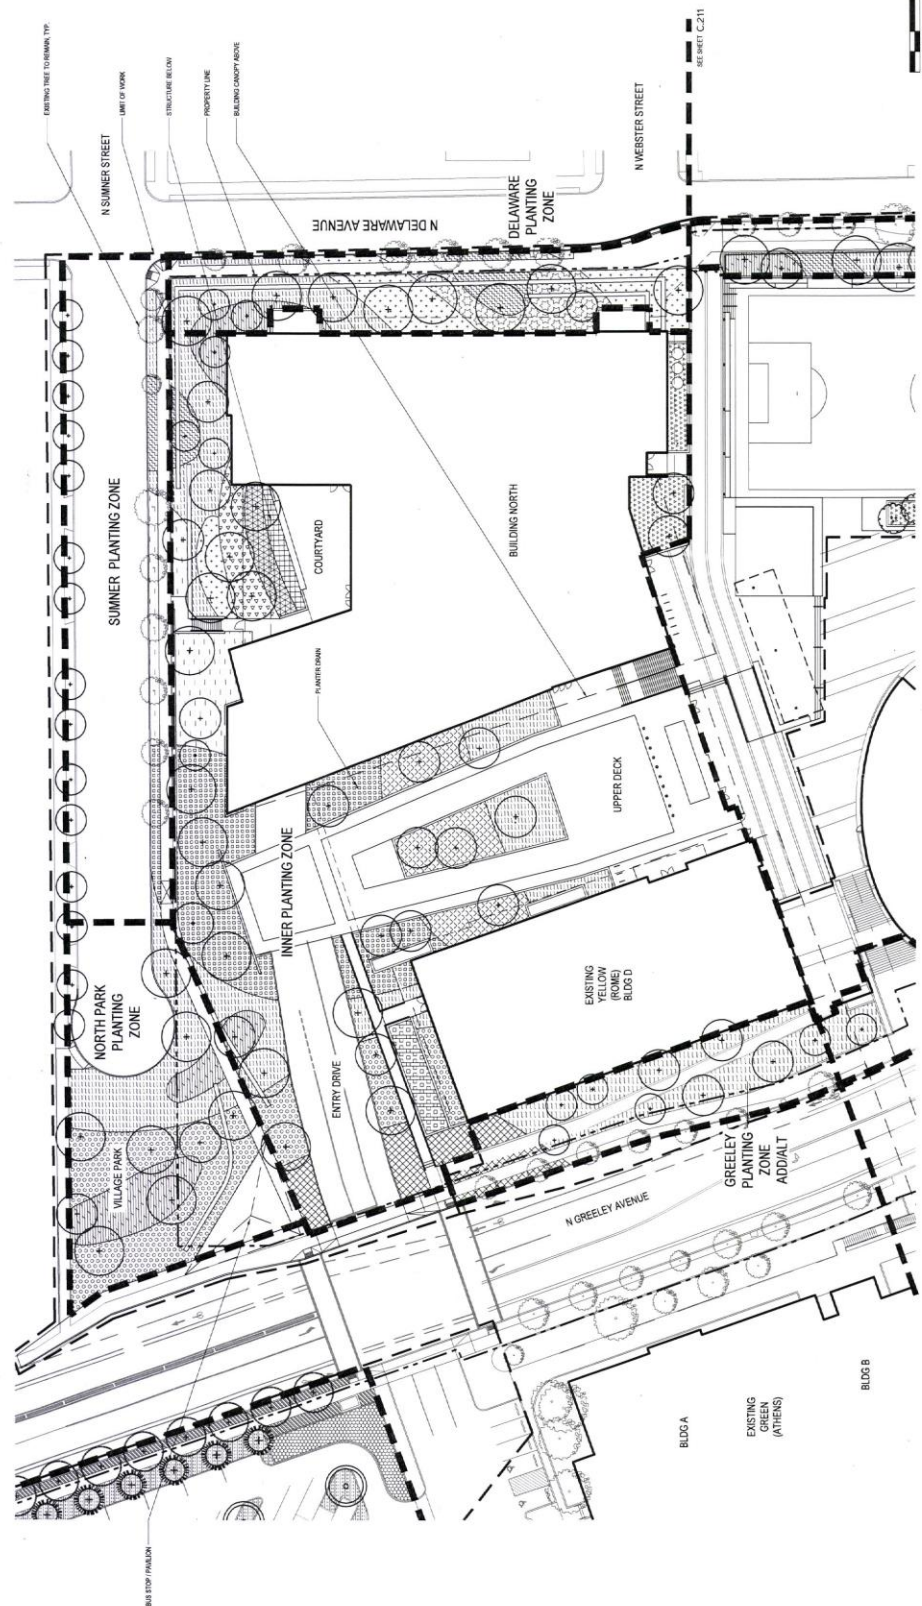 EXISTING TREE TO REMAIN, TYP.
LIMIT OF WORK
STRUCTURE BELOW
PROPERTY LINE
BUILDING CANOPY ABOVE
N SUMNER STREET
N DELAWARE AVENUE
DELAWARE
PLANTING
ZONE
N WEBSTER STREET
SEE SHEET C.211
SUMNER PLANTING ZONE
COURTYARD
BUILDING NORTH
PLANTER DRAIN
UPPER DECK
INNER PLANTING ZONE
NORTH PARK
PLANTING
ZONE
EXISTING
YELLOW
(ROME)
BLDG D
ENTRY DRIVE
VILLAGE PARK
GREELEY
PLANTING
ZONE
ADD/ALT
N GREELEY AVENUE
BUS STOP / PAVILION
BLDG A
EXISTING
GREEN
(ATHENS)
BLDG B